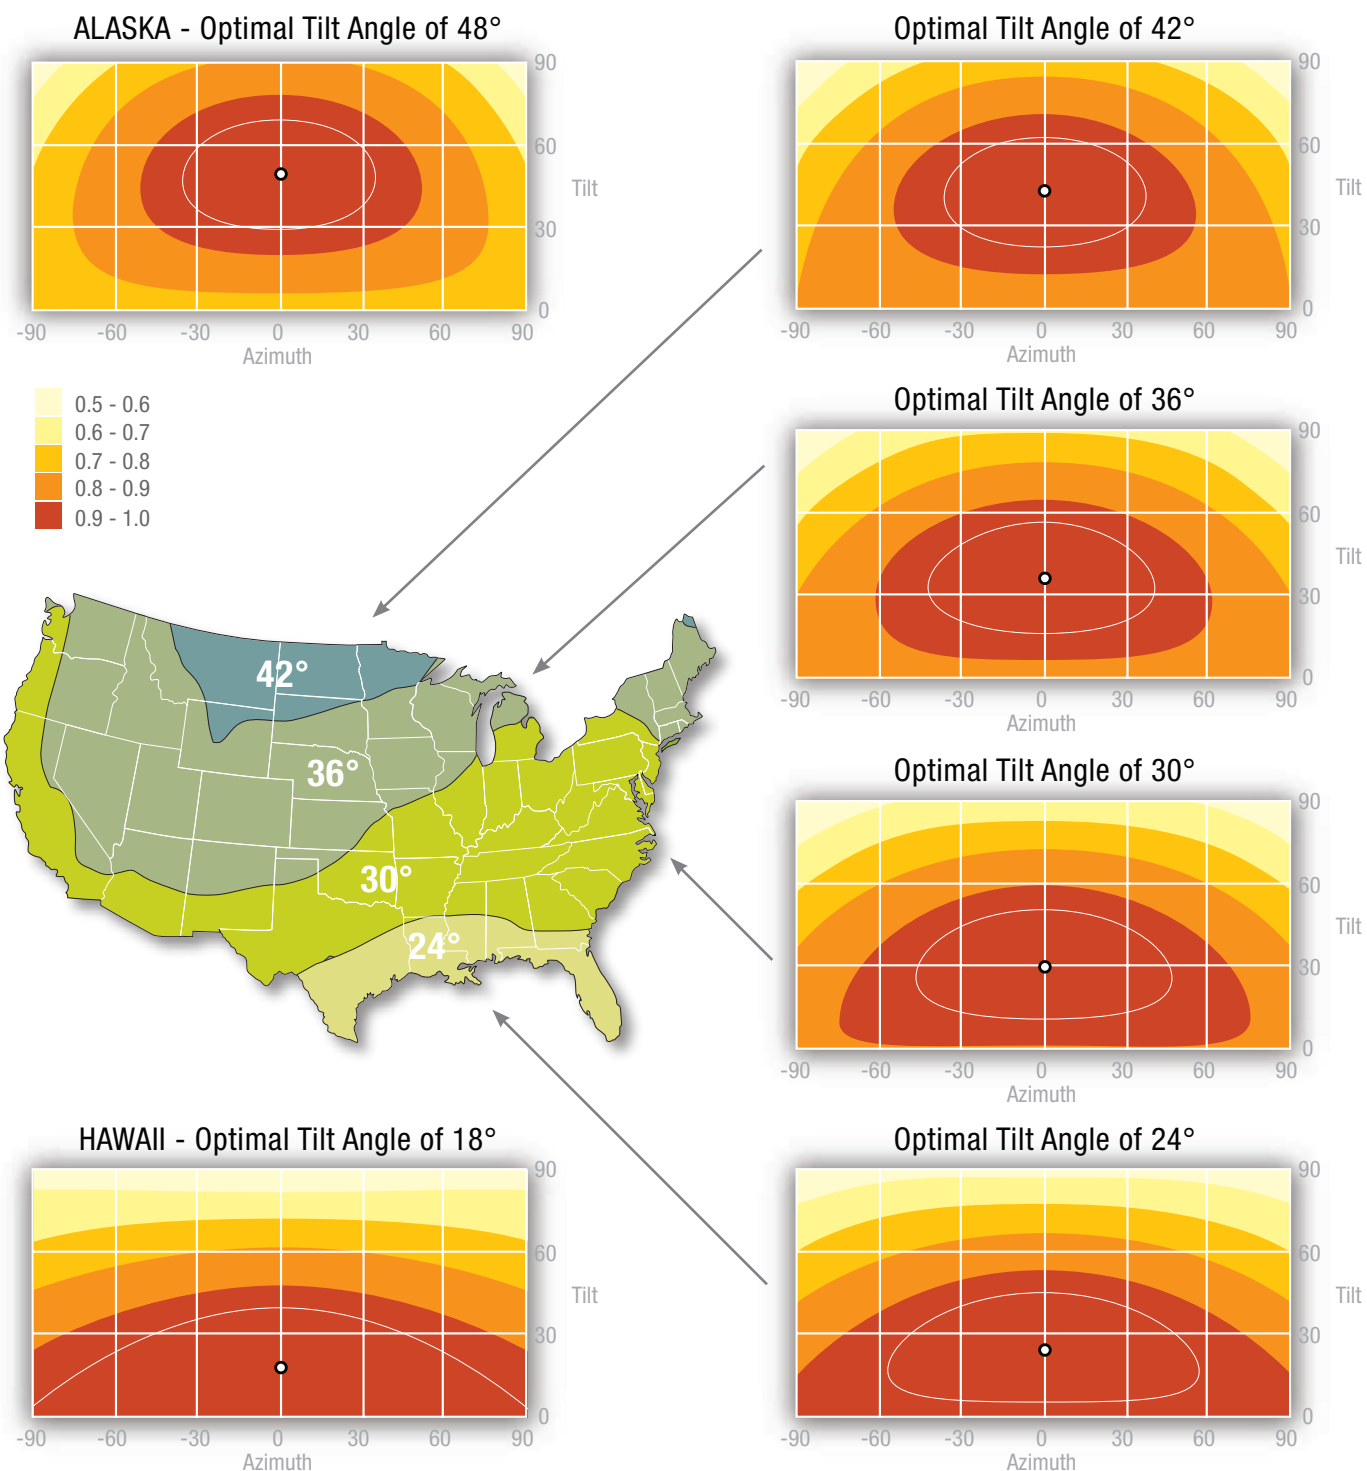 ALASKA - Optimal Tilt Angle of 48°
90
60
Tilt
30
0
-90 -60 -30 0 30 60 90
Azimuth
Optimal Tilt Angle of 42°
90
60
Tilt
30
0
-90 -60 -30 0 30 60 90
Azimuth
0.5 - 0.6
0.6 - 0.7
0.7 - 0.8
0.8 - 0.9
0.9 - 1.0
Optimal Tilt Angle of 36°
90
60
Tilt
30
0
-90 -60 -30 0 30 60 90
Azimuth
42°
36°
30°
24°
Optimal Tilt Angle of 30°
90
60
Tilt
30
0
-90 -60 -30 0 30 60 90
Azimuth
HAWAII - Optimal Tilt Angle of 18°
90
60
Tilt
30
0
-90 -60 -30 0 30 60 90
Azimuth
Optimal Tilt Angle of 24°
90
60
Tilt
30
0
-90 -60 -30 0 30 60 90
Azimuth